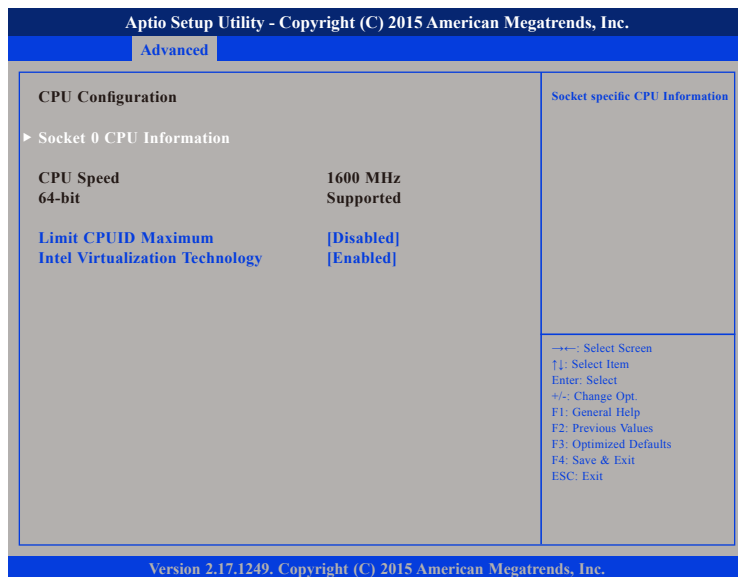 Aptio Setup Utility - Copyright (C) 2015 American Megatrends, Inc.
Advanced
CPU Configuration
Socket specific CPU Information
▶ Socket 0 CPU Information
CPU Speed 1600 MHz
64-bit Supported
Limit CPUID Maximum [Disabled]
Intel Virtualization Technology [Enabled]
→←: Select Screen
↑↓: Select Item
Enter: Select
+/-: Change Opt.
F1: General Help
F2: Previous Values
F3: Optimized Defaults
F4: Save & Exit
ESC: Exit
Version 2.17.1249. Copyright (C) 2015 American Megatrends, Inc.